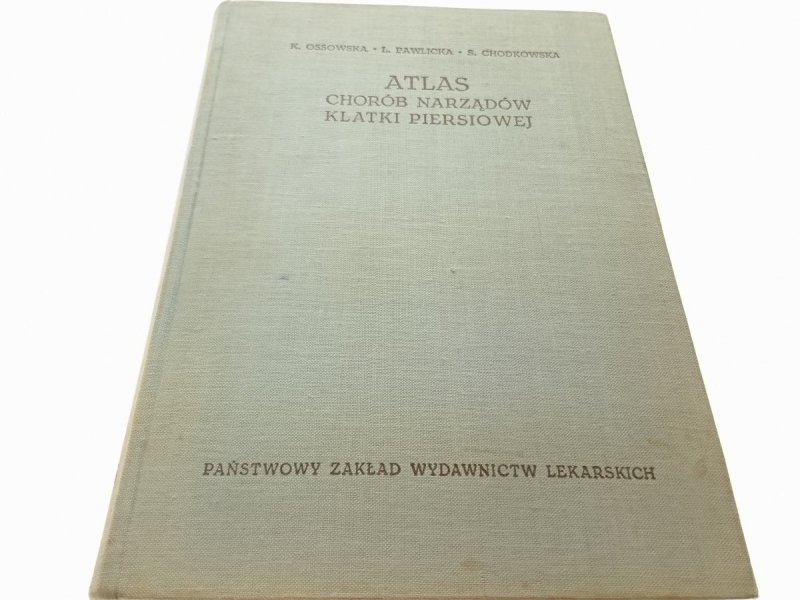 K. OSSOWSKA • Ł. PAWLICKA • S. CHODKOWSKA
ATLAS
CHORÓB NARZĄDÓW
KLATKI PIERSIOWEJ
PAŃSTWOWY ZAKŁAD WYDAWNICTW LEKARSKICH